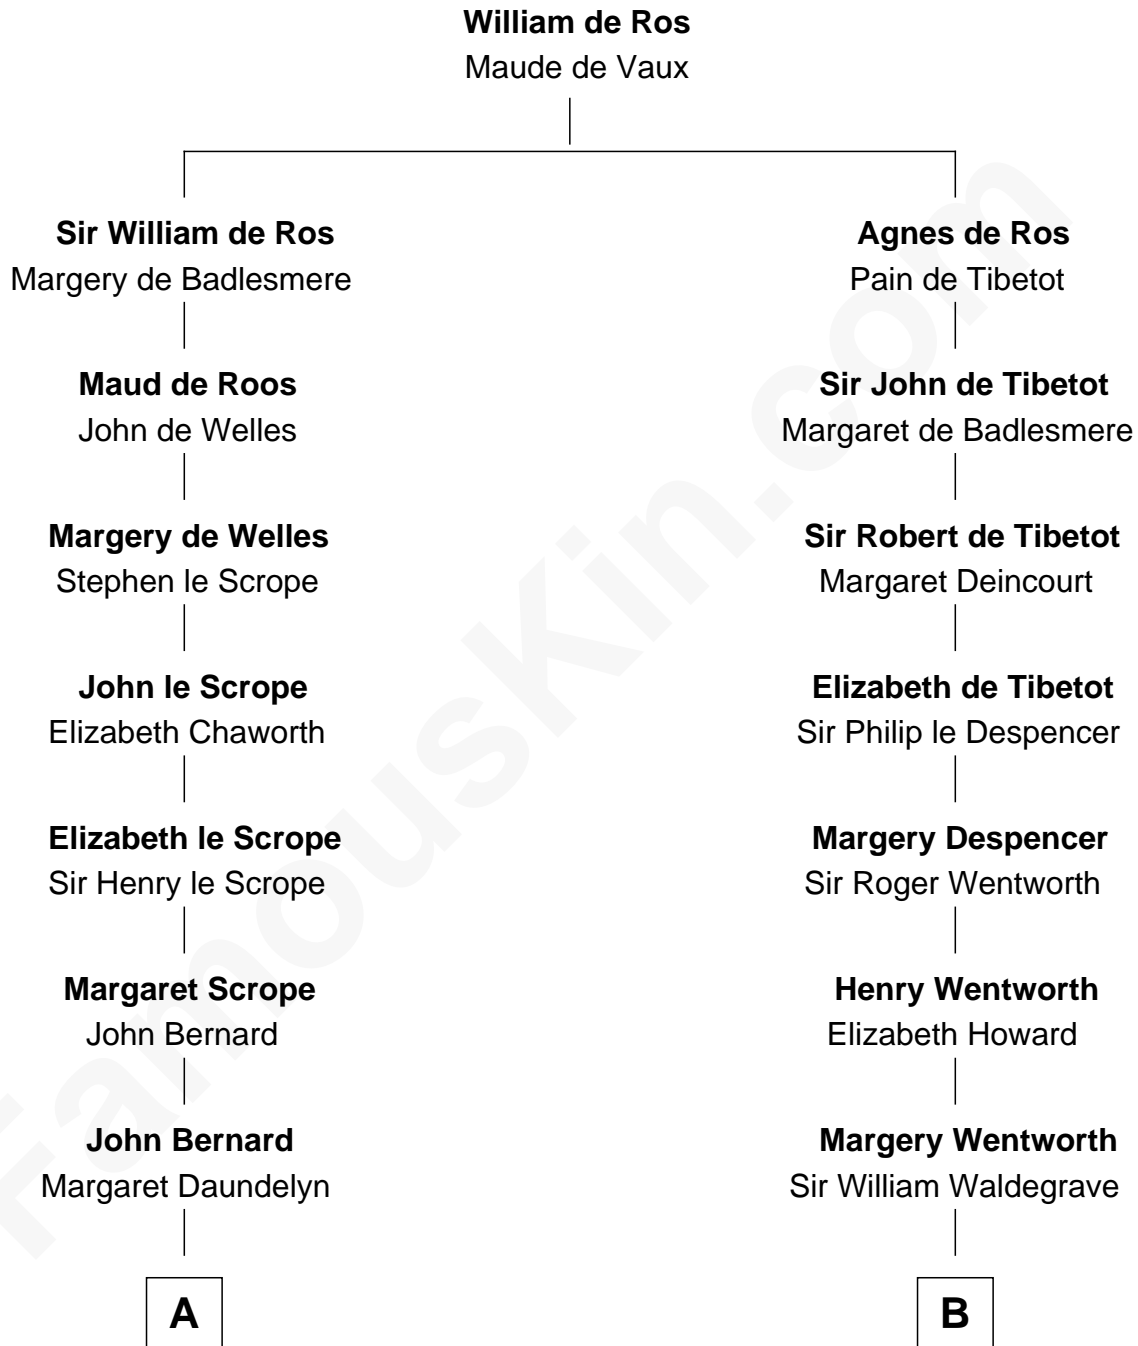 William de Ros
Maude de Vaux
Sir William de Ros
Margery de Badlesmere
Agnes de Ros
Pain de Tibetot
Maud de Roos
John de Welles
Sir John de Tibetot
Margaret de Badlesmere
Margery de Welles
Stephen le Scrope
Sir Robert de Tibetot
Margaret Deincourt
John le Scrope
Elizabeth Chaworth
Elizabeth de Tibetot
Sir Philip le Despencer
Elizabeth le Scrope
Sir Henry le Scrope
Margery Despencer
Sir Roger Wentworth
Margaret Scrope
John Bernard
Henry Wentworth
Elizabeth Howard
John Bernard
Margaret Daundelyn
Margery Wentworth
Sir William Waldegrave
A
B
FamousKin.com